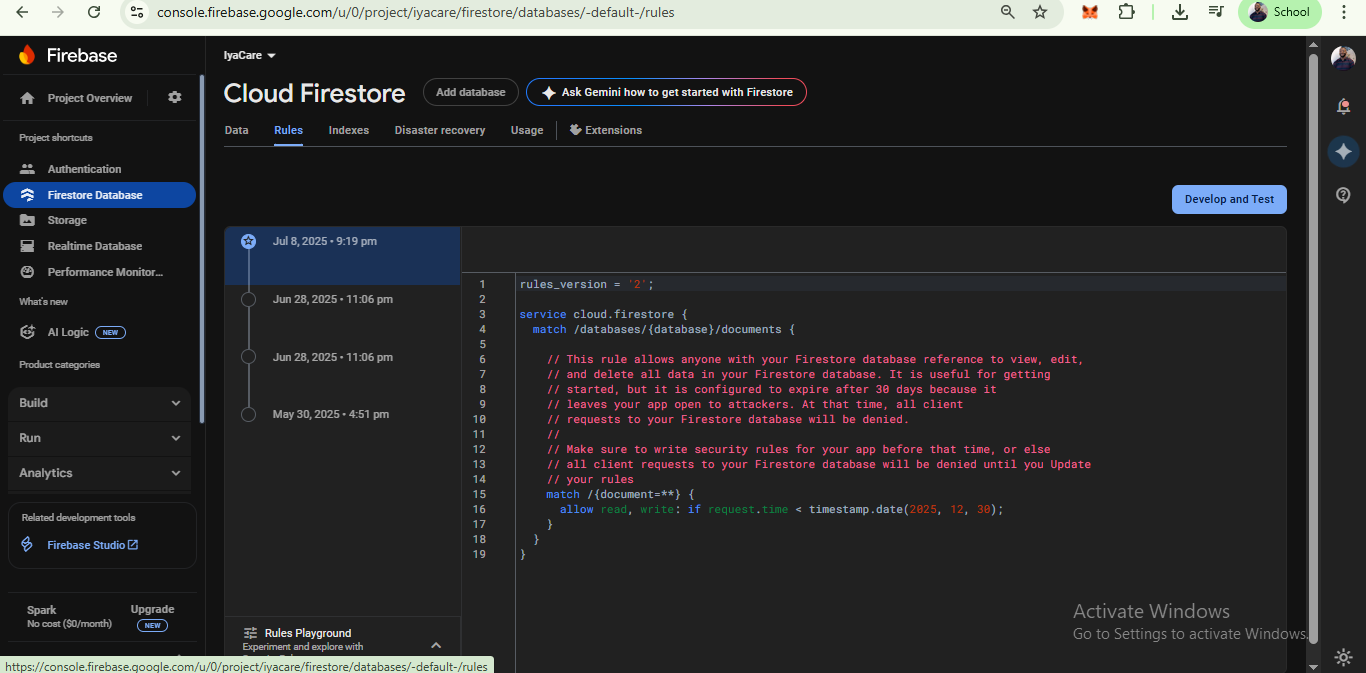 console.firebase.google.com/u/0/project/iyacare/firestore/databases/-default-/rules
School
Firebase
Project Overview
Project shortcuts
Authentication
Firestore Database
Storage
Realtime Database
Performance Monitor...
What's new
AI Logic NEW
Product categories
Build
Run
Analytics
Related development tools
Firebase Studio
Spark
No cost ($0/month)
Upgrade
NEW
IyaCare
Cloud Firestore
Add database
Ask Gemini how to get started with Firestore
Data
Rules
Indexes
Disaster recovery
Usage
Extensions
Develop and Test
Jul 8, 2025 • 9:19 pm
Jun 28, 2025 • 11:06 pm
Jun 28, 2025 • 11:06 pm
May 30, 2025 • 4:51 pm
Rules Playground
Experiment and explore with
1 rules_version = '2';
2
3 service cloud.firestore {
4 match /databases/{database}/documents {
5
6 // This rule allows anyone with your Firestore database reference to view, edit,
7 // and delete all data in your Firestore database. It is useful for getting
8 // started, but it is configured to expire after 30 days because it
9 // leaves your app open to attackers. At that time, all client
10 // requests to your Firestore database will be denied.
11 //
12 // Make sure to write security rules for your app before that time, or else
13 // all client requests to your Firestore database will be denied until you Update
14 // your rules
15 match /{document=**} {
16 allow read, write: if request.time < timestamp.date(2025, 12, 30);
17 }
18 }
19 }
Activate Windows
Go to Settings to activate Windows.
https://console.firebase.google.com/u/0/project/iyacare/firestore/databases/-default-/rules